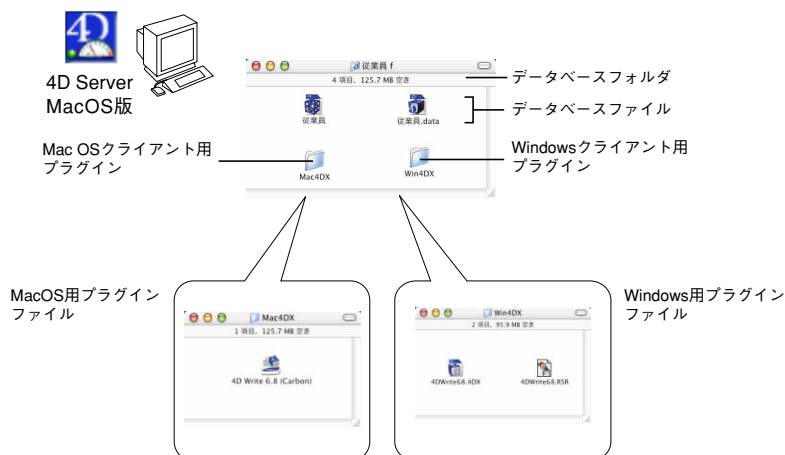 4D Server
MacOS版
従業員 f
4 項目、125.7 MB 空き
従業員
従業員.data
Mac4DX
Win4DX
データベースフォルダ
データベースファイル
Mac OSクライアント用
プラグイン
Windowsクライアント用
プラグイン
MacOS用プラグイン
ファイル
Mac4DX
1 項目、125.7 MB 空き
4D Write 6.8 (Carbon)
Win4DX
2 項目、95.9 MB 空き
4DWrite68.4DX
4DWrite68.RSR
Windows用プラグイン
ファイル